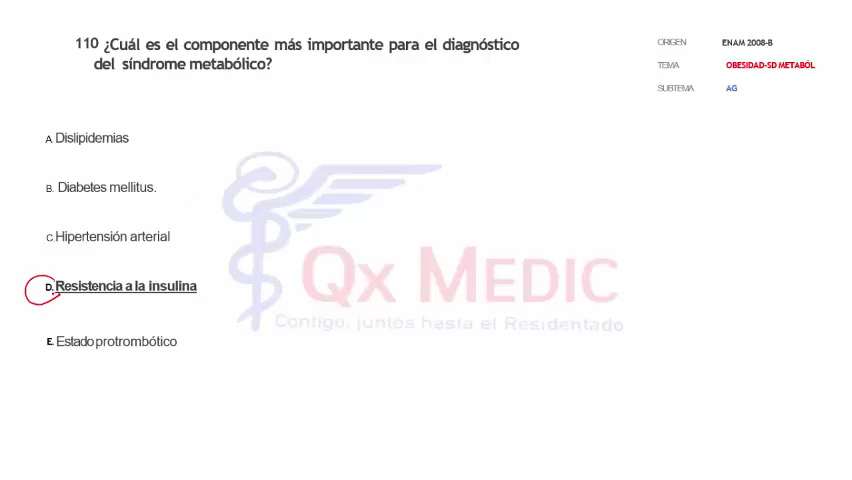 110 ¿Cuál es el componente más importante para el diagnóstico
del síndrome metabólico?
ORIGEN ENAM 2008-B
TEMA OBESIDAD-SD METABÓL
SUBTEMA AG
A. Dislipidemias
B. Diabetes mellitus.
C. Hipertensión arterial
D. Resistencia a la insulina
E. Estado protrombótico
Qx MEDIC
Contigo, juntos hasta el Residentado